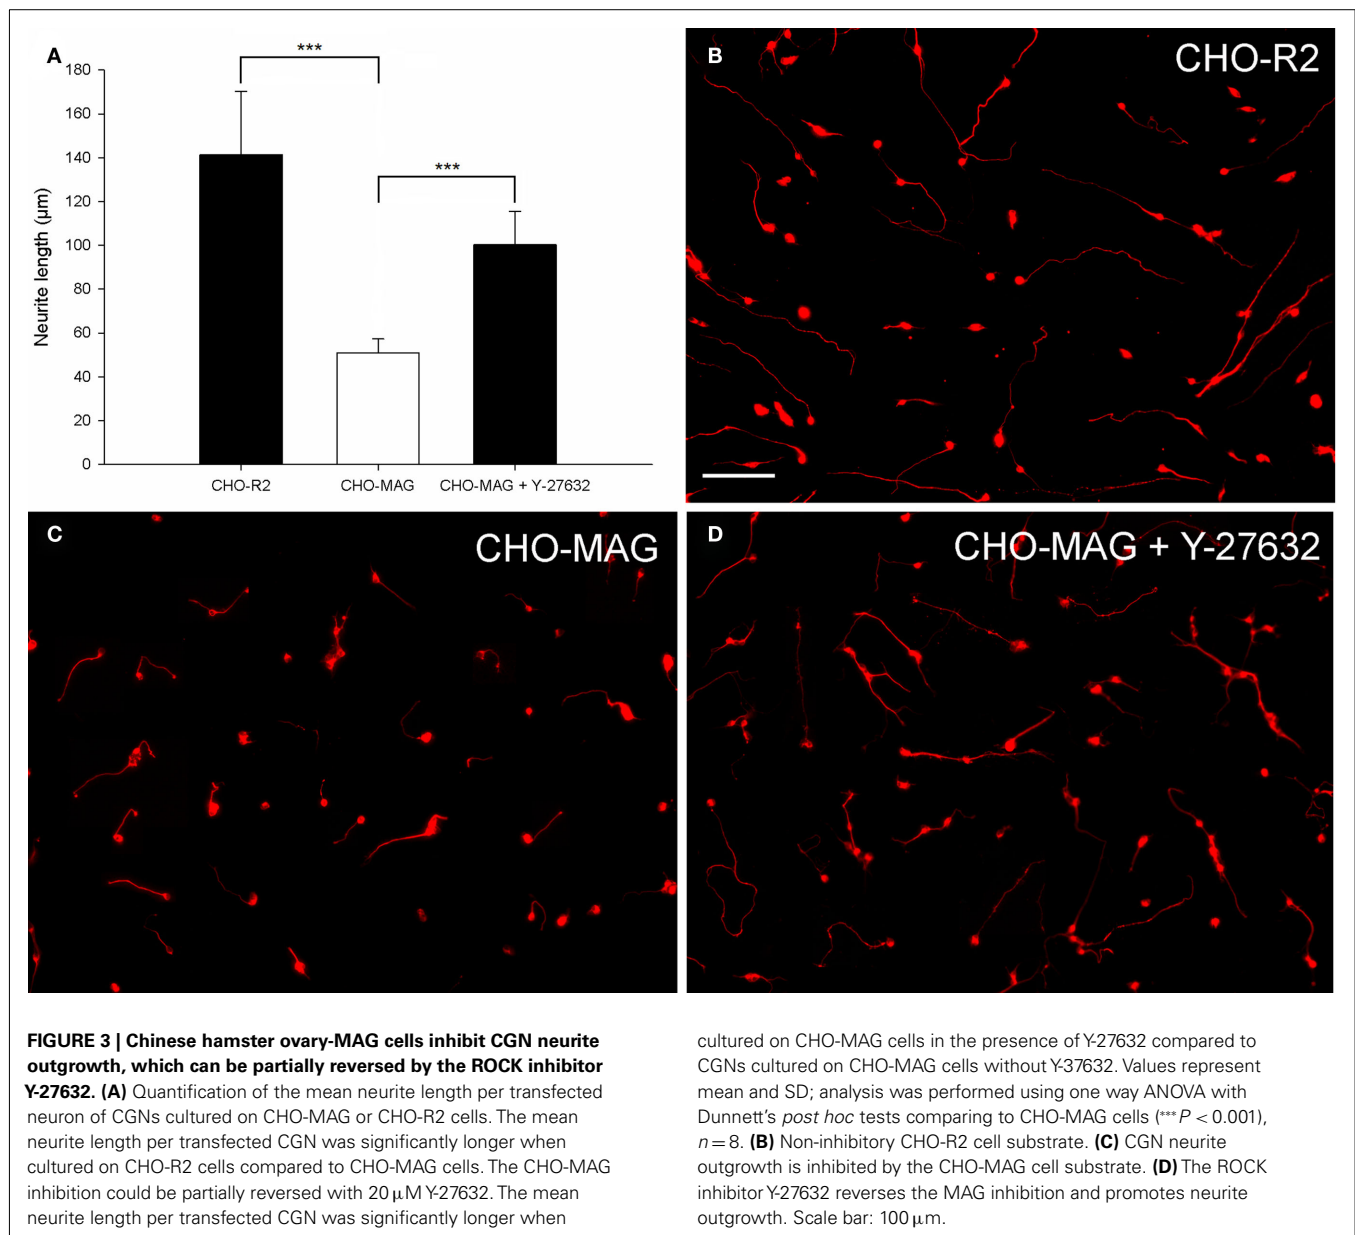 A
***
***
180
160
140
120
100
80
60
40
20
0
Neurite length (µm)
CHO-R2
CHO-MAG
CHO-MAG + Y-27632
B
CHO-R2
C
CHO-MAG
D
CHO-MAG + Y-27632
FIGURE 3 | Chinese hamster ovary-MAG cells inhibit CGN neurite
outgrowth, which can be partially reversed by the ROCK inhibitor
Y-27632. (A) Quantification of the mean neurite length per transfected
neuron of CGNs cultured on CHO-MAG or CHO-R2 cells. The mean
neurite length per transfected CGN was significantly longer when
cultured on CHO-R2 cells compared to CHO-MAG cells. The CHO-MAG
inhibition could be partially reversed with 20 µM Y-27632. The mean
neurite length per transfected CGN was significantly longer when
cultured on CHO-MAG cells in the presence of Y-27632 compared to
CGNs cultured on CHO-MAG cells without Y-37632. Values represent
mean and SD; analysis was performed using one way ANOVA with
Dunnett's post hoc tests comparing to CHO-MAG cells (***P < 0.001),
n = 8. (B) Non-inhibitory CHO-R2 cell substrate. (C) CGN neurite
outgrowth is inhibited by the CHO-MAG cell substrate. (D) The ROCK
inhibitor Y-27632 reverses the MAG inhibition and promotes neurite
outgrowth. Scale bar: 100 µm.